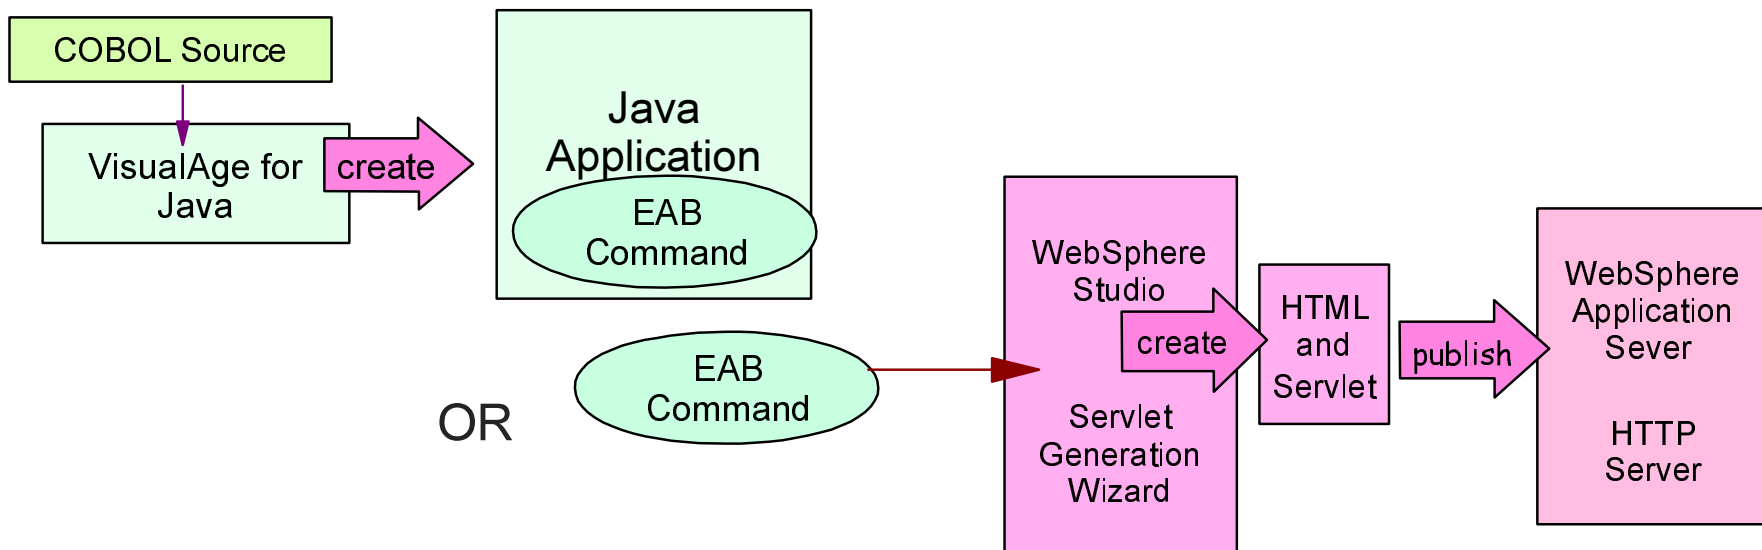 COBOL Source
VisualAge for
Java
create
Java
Application
EAB
Command
OR
EAB
Command
WebSphere
Studio
create
Servlet
Generation
Wizard
HTML
and
Servlet
publish
WebSphere
Application
Sever
HTTP
Server